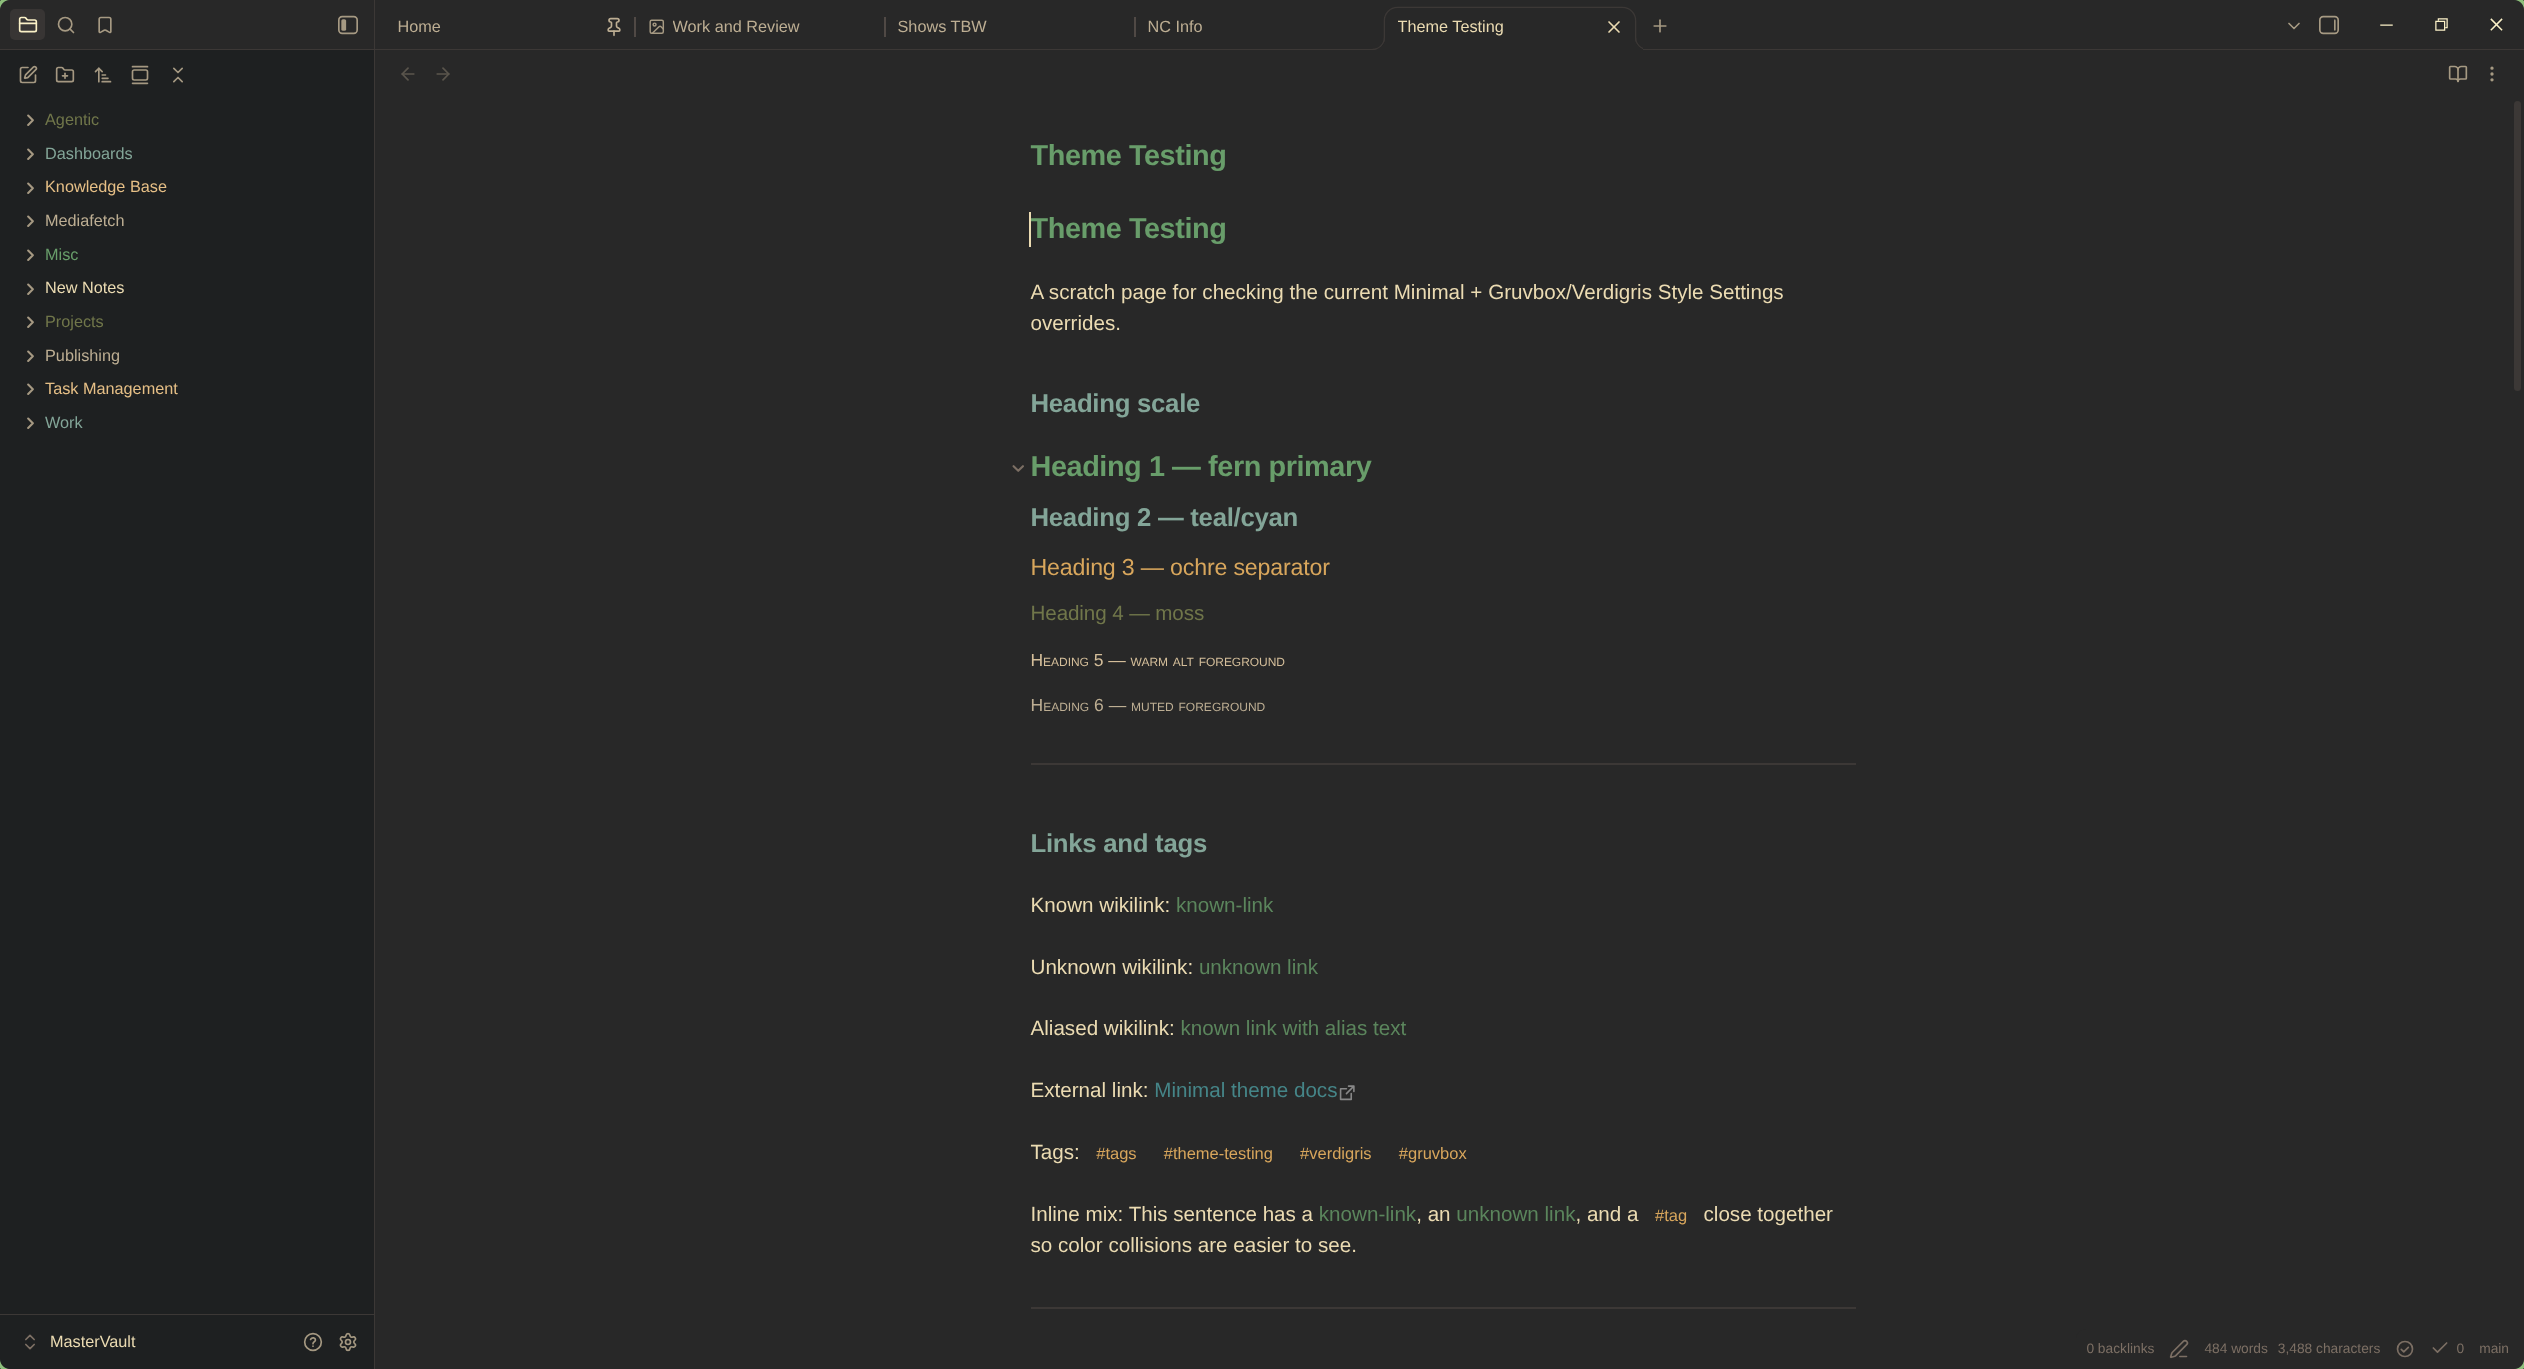 Home
Work and Review
Shows TBW
NC Info
Theme Testing
Agentic
Dashboards
Knowledge Base
Mediafetch
Misc
New Notes
Projects
Publishing
Task Management
Work
MasterVault
Theme Testing
Theme Testing
A scratch page for checking the current Minimal + Gruvbox/Verdigris Style Settings
overrides.
Heading scale
Heading 1 — fern primary
Heading 2 — teal/cyan
Heading 3 — ochre separator
Heading 4 — moss
Heading 5 — warm alt foreground
Heading 6 — muted foreground
Links and tags
Known wikilink: known-link
Unknown wikilink: unknown link
Aliased wikilink: known link with alias text
External link: Minimal theme docs
Tags: #tags #theme-testing #verdigris #gruvbox
Inline mix: This sentence has a known-link, an unknown link, and a #tag close together
so color collisions are easier to see.
0 backlinks 484 words 3,488 characters 0 main